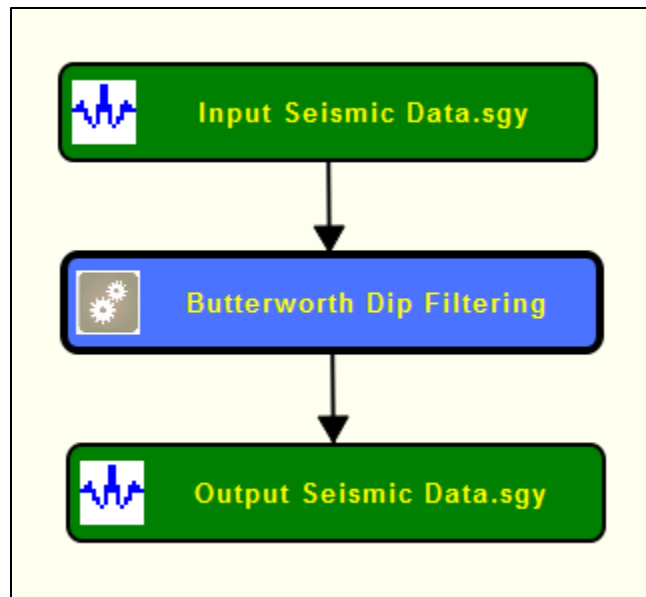 Input Seismic Data.sgy
Butterworth Dip Filtering
Output Seismic Data.sgy